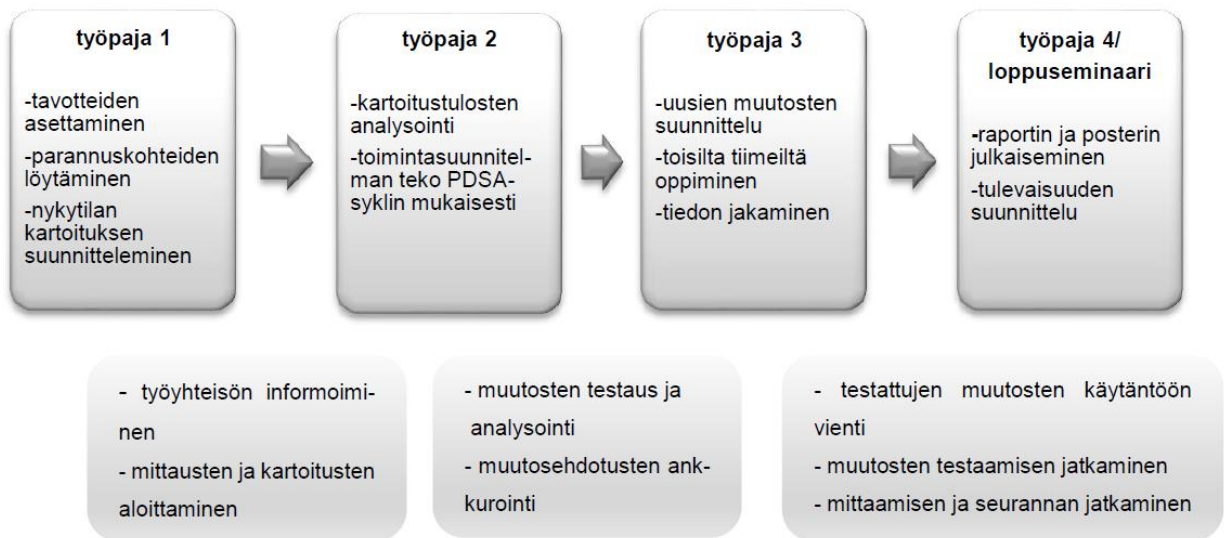 työpaja 1
-tavotteiden
asettaminen
-parannuskohteiden
löytäminen
-nykytilan
kartoituksen
suunnitteleminen
työpaja 2
-kartoitustulosten
analysointi
-toimintasuunnitel-
man teko PDSA-
syklin mukaisesti
työpaja 3
-uusien muutosten
suunnittelu
-toisilta tiimeiltä
oppiminen
-tiedon jakaminen
työpaja 4/
loppuseminaari
-raportin ja posterin
julkaiseminen
-tulevaisuuden
suunnittelu
- työyhteisön informoimi-
nen
- mittausten ja kartoitusten
aloittaminen
- muutosten testaus ja
analysointi
- muutosehdotusten ank-
kurointi
- testattujen muutosten käytäntöön
vienti
- muutosten testaamisen jatkaminen
- mittaamisen ja seurannan jatkaminen